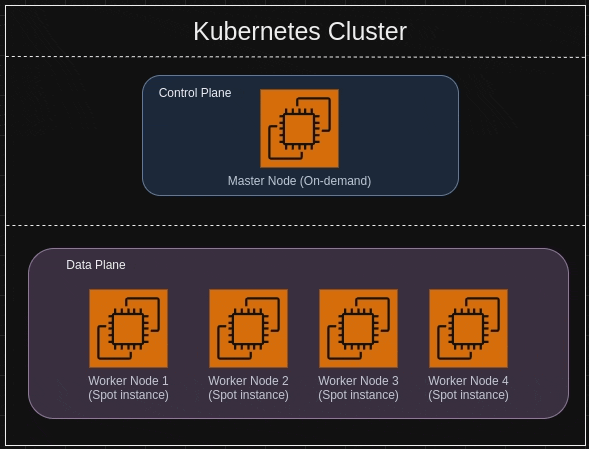 Kubernetes Cluster
Control Plane
Master Node (On-demand)
Data Plane
Worker Node 1
(Spot instance)
Worker Node 2
(Spot instance)
Worker Node 3
(Spot instance)
Worker Node 4
(Spot instance)